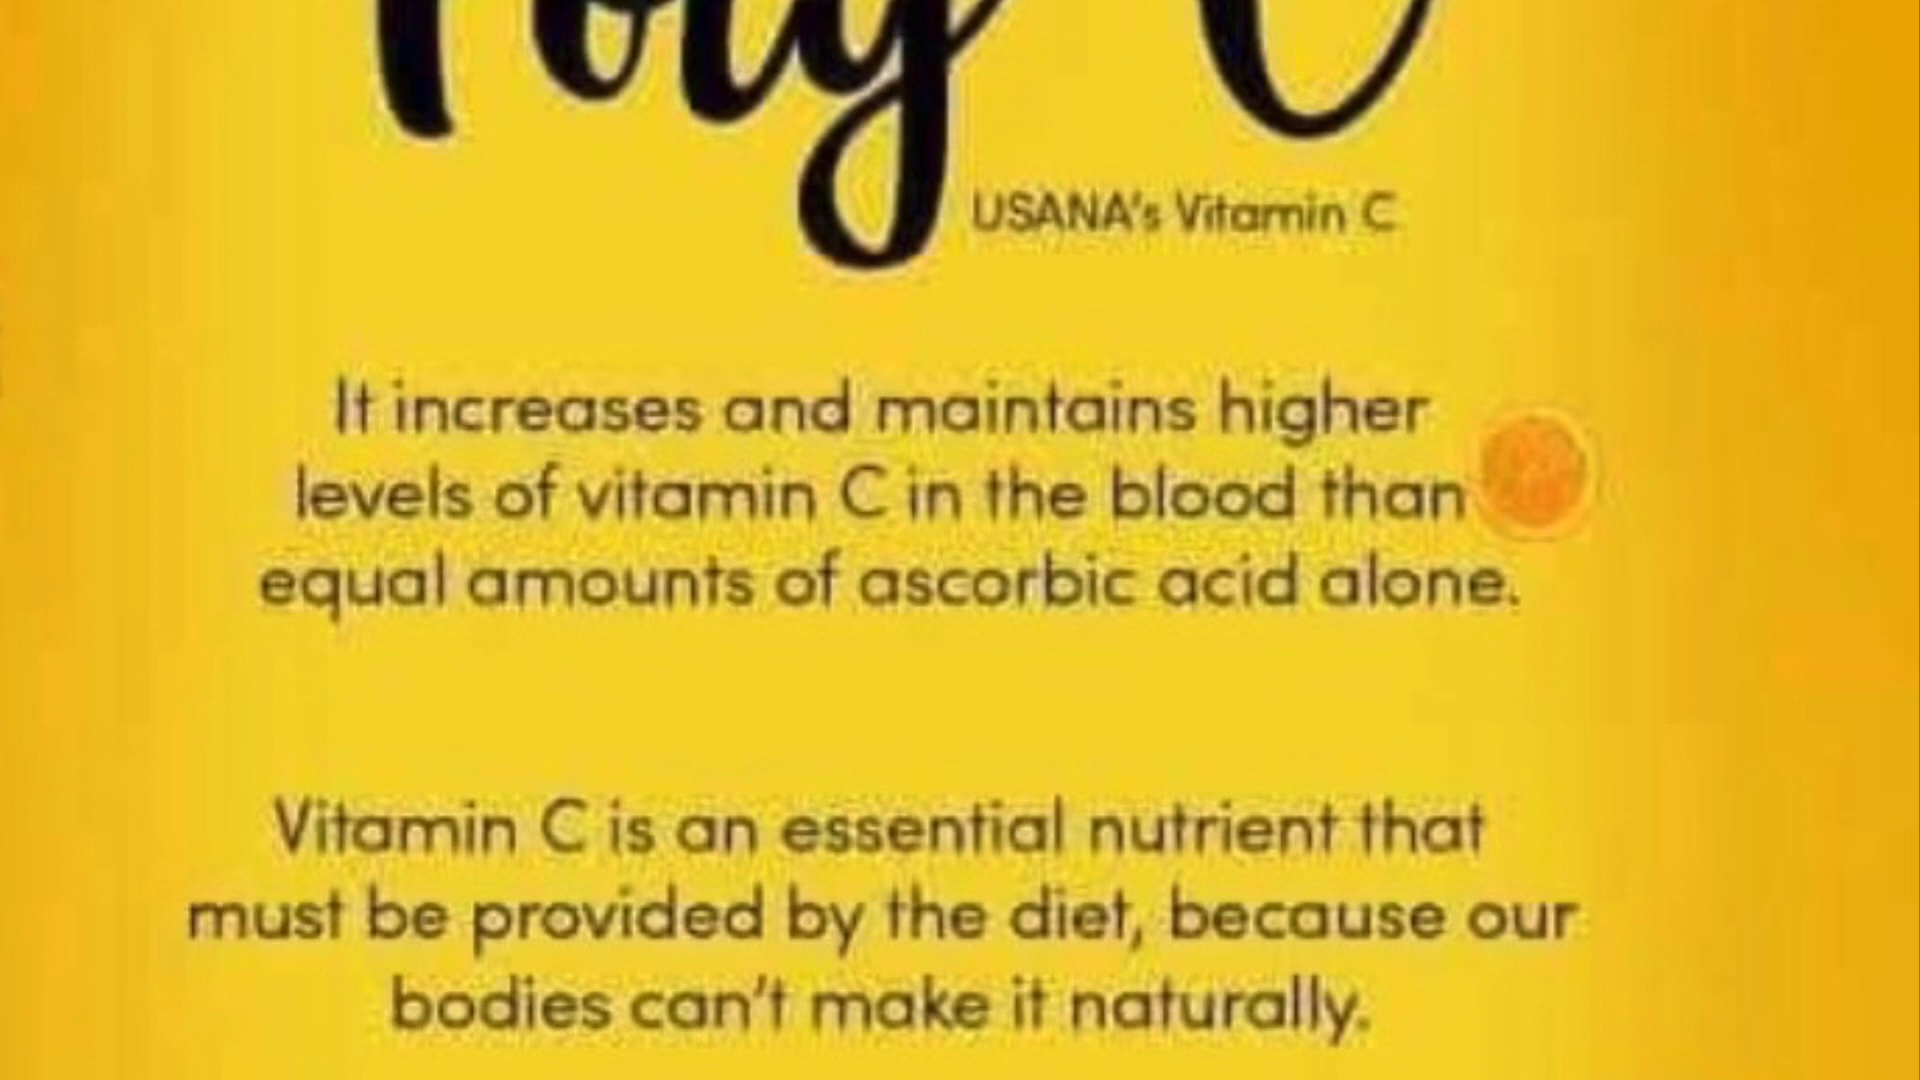 Poly C
USANA's Vitamin C
It increases and maintains higher
levels of vitamin C in the blood than
equal amounts of ascorbic acid alone.
Vitamin C is an essential nutrient that
must be provided by the diet, because our
bodies can't make it naturally.